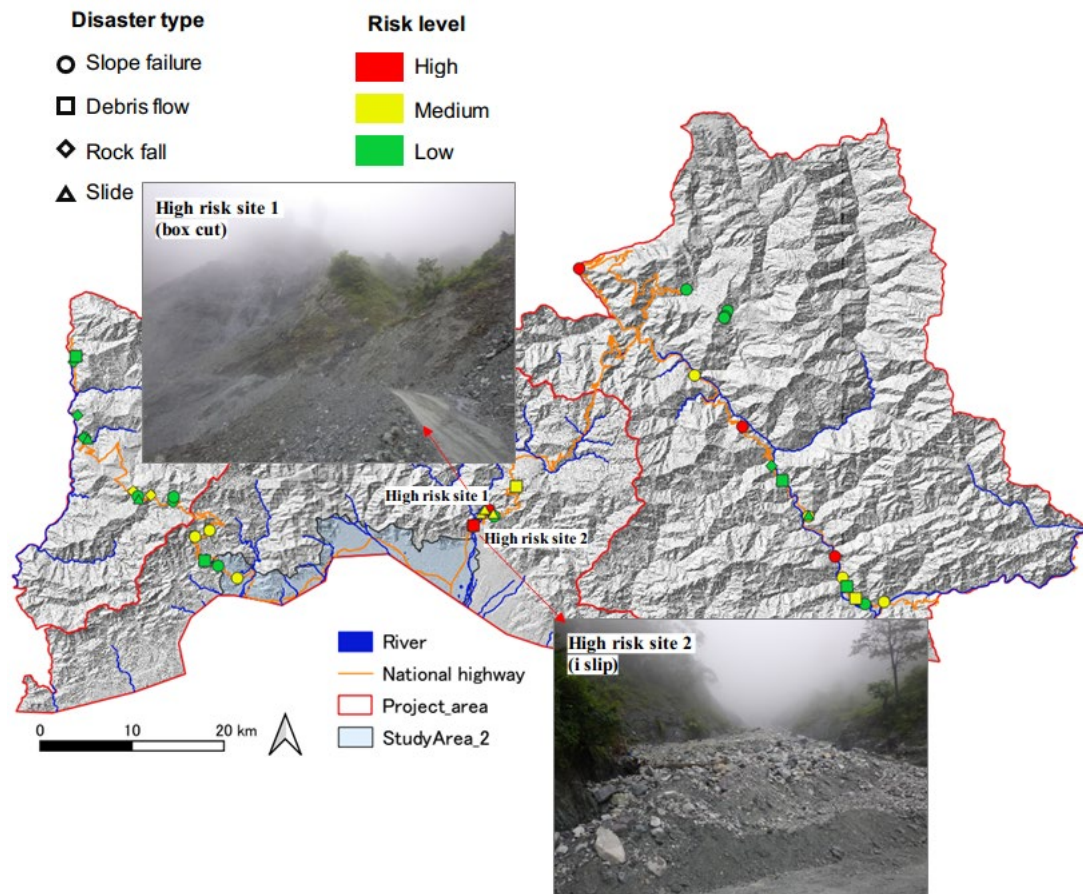 Disaster type
Slope failure
Debris flow
Rock fall
Slide
Risk level
High
Medium
Low
High risk site 1
(box cut)
High risk site 1
High risk site 2
River
National highway
Project_area
StudyArea_2
0 10 20 km
High risk site 2
(i slip)